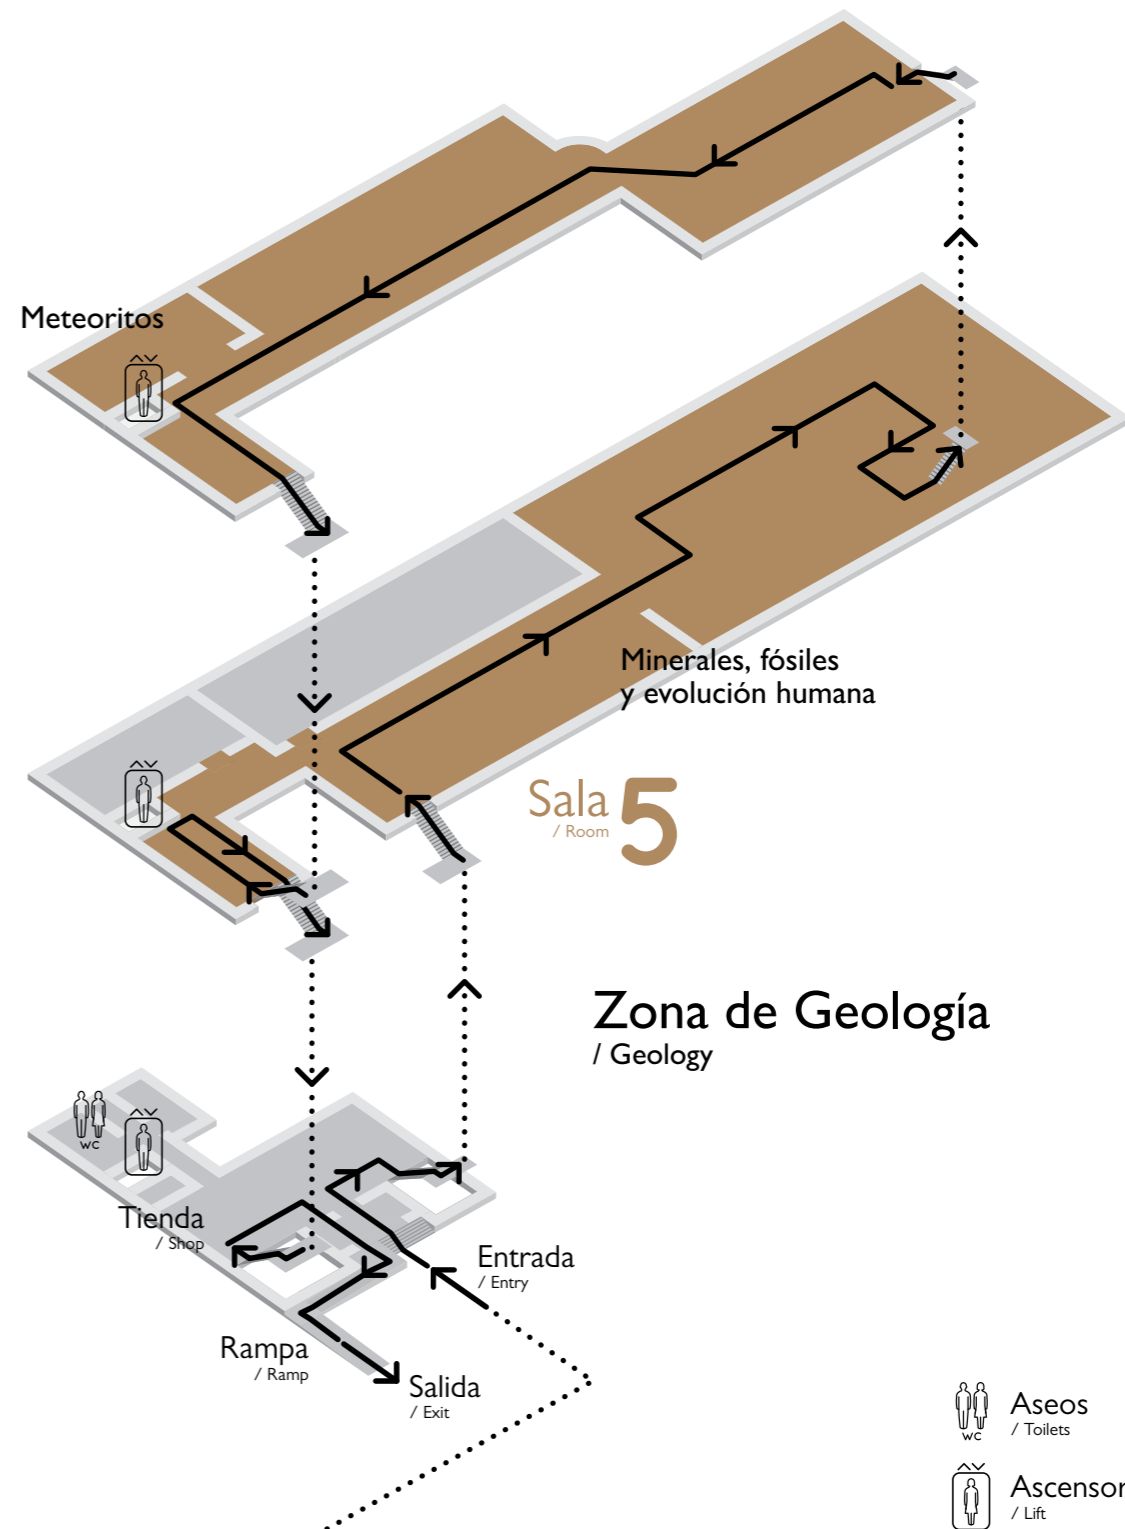 Meteoritos
Minerales, fósiles
y evolución humana
Sala 5
/ Room
Zona de Geología
/ Geology
WC
Tienda
/ Shop
Entrada
/ Entry
Rampa
/ Ramp
Salida
/ Exit
WC
Aseos
/ Toilets
Ascensor
/ Lift